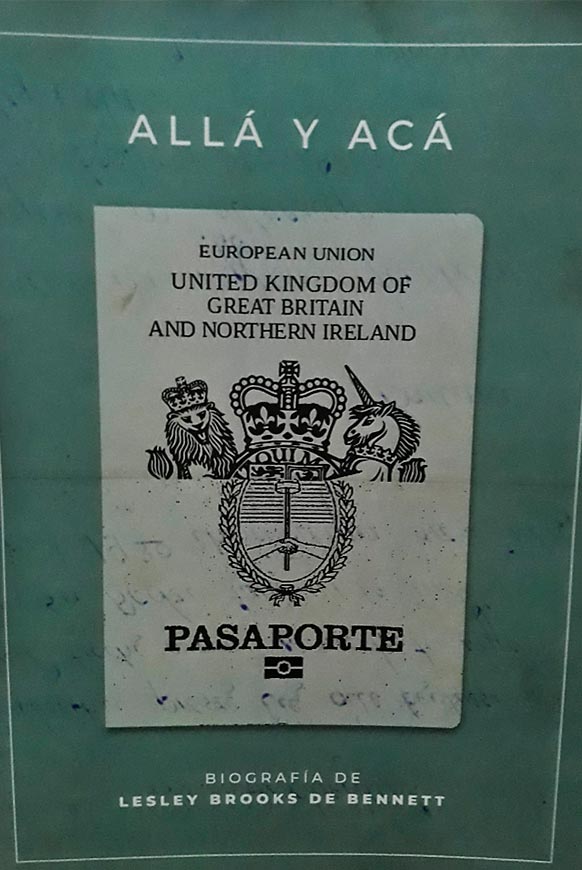 ALLÁ Y ACÁ
EUROPEAN UNION
UNITED KINGDOM OF
GREAT BRITAIN
AND NORTHERN IRELAND
QUI M
PASAPORTE
BIOGRAFÍA DE
LESLEY BROOKS DE BENNETT